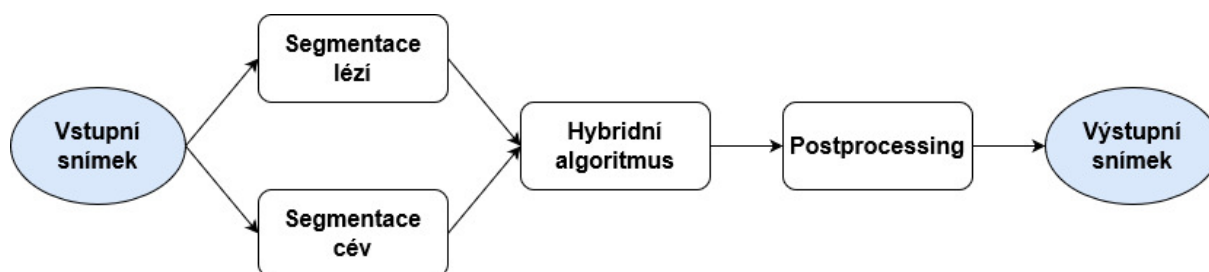 Vstupní
snímek
Segmentace
lézí
Segmentace
cév
Hybridní
algoritmus
Postprocessing
Výstupní
snímek